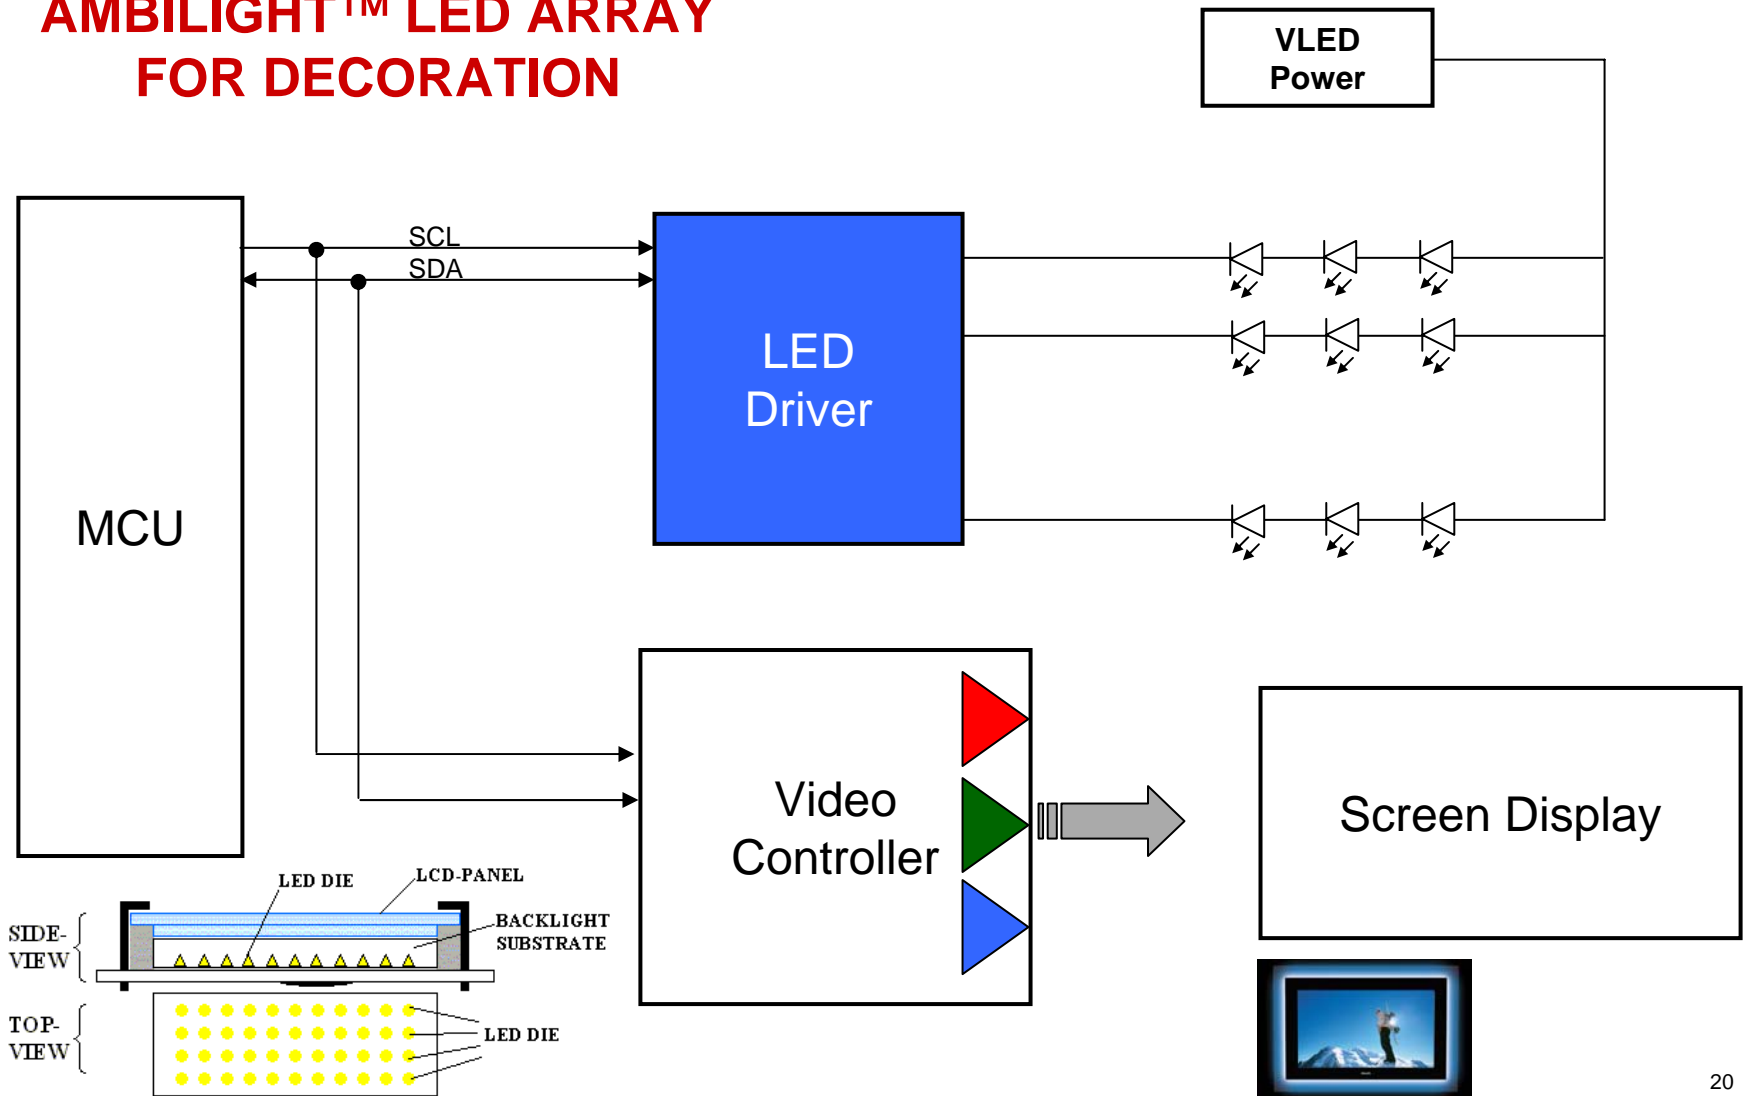 AMBILIGHT™ LED ARRAY
FOR DECORATION
VLED
Power
SCL
SDA
LED
Driver
MCU
Video
Controller
Screen Display
LED DIE
LCD-PANEL
BACKLIGHT
SUBSTRATE
SIDE-
VIEW
TOP-
VIEW
LED DIE
20